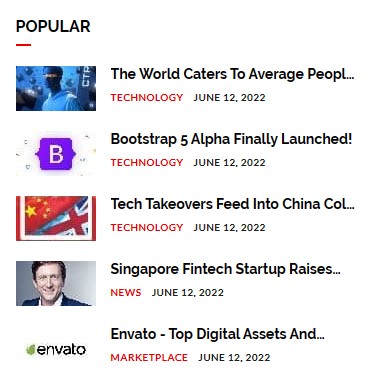 POPULAR
CTR
The World Caters To Average Peopl...
TECHNOLOGY JUNE 12, 2022
B
Bootstrap 5 Alpha Finally Launched!
TECHNOLOGY JUNE 12, 2022
Tech Takeovers Feed Into China Col...
TECHNOLOGY JUNE 12, 2022
Singapore Fintech Startup Raises...
NEWS JUNE 12, 2022
envato
Envato - Top Digital Assets And...
MARKETPLACE JUNE 12, 2022